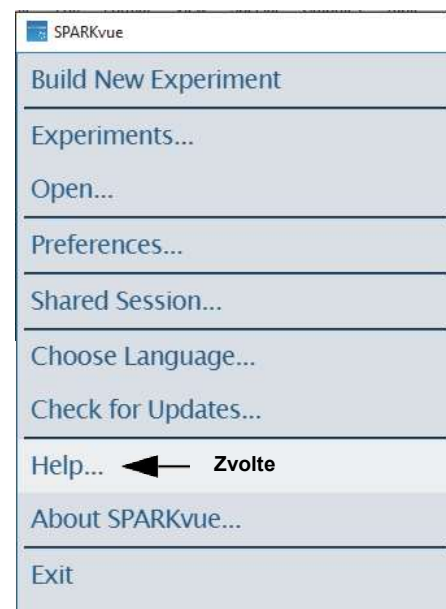 SPARKvue
Build New Experiment
Experiments...
Open...
Preferences...
Shared Session...
Choose Language...
Check for Updates...
Help... Zvolte
About SPARKvue...
Exit